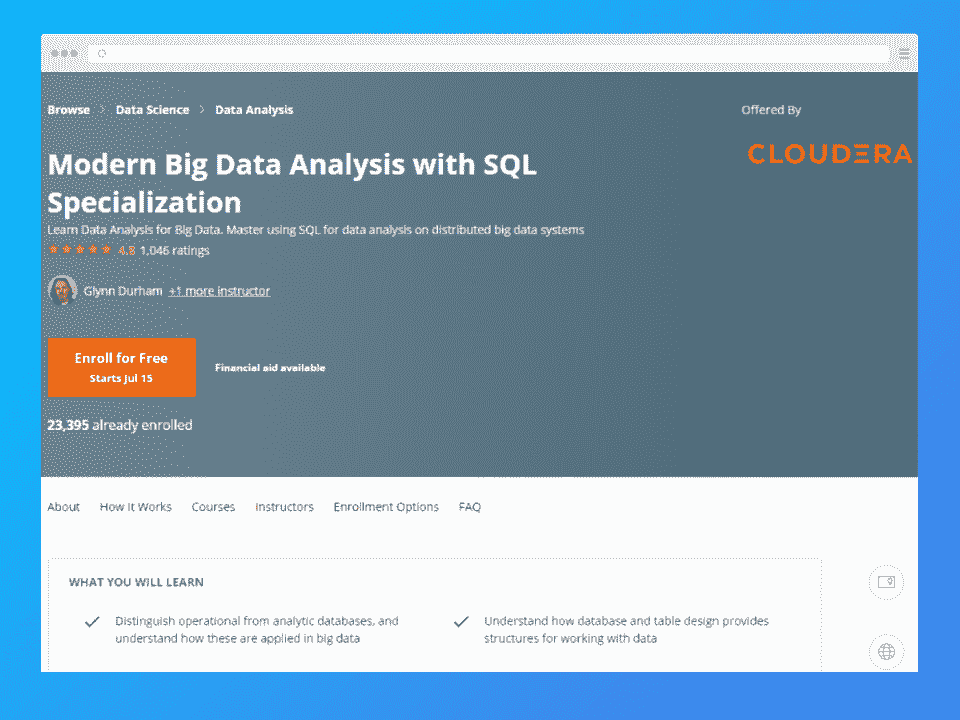 Browse > Data Science > Data Analysis
Offered By
CLOUDERA
Modern Big Data Analysis with SQL
Specialization
Learn Data Analysis for Big Data. Master using SQL for data analysis on distributed big data systems
4.8 1,046 ratings
Glynn Durham +1 more instructor
Enroll for Free
Starts Jul 15
Financial aid available
23,395 already enrolled
About How It Works Courses Instructors Enrollment Options FAQ
WHAT YOU WILL LEARN
Distinguish operational from analytic databases, and
understand how these are applied in big data
Understand how database and table design provides
structures for working with data